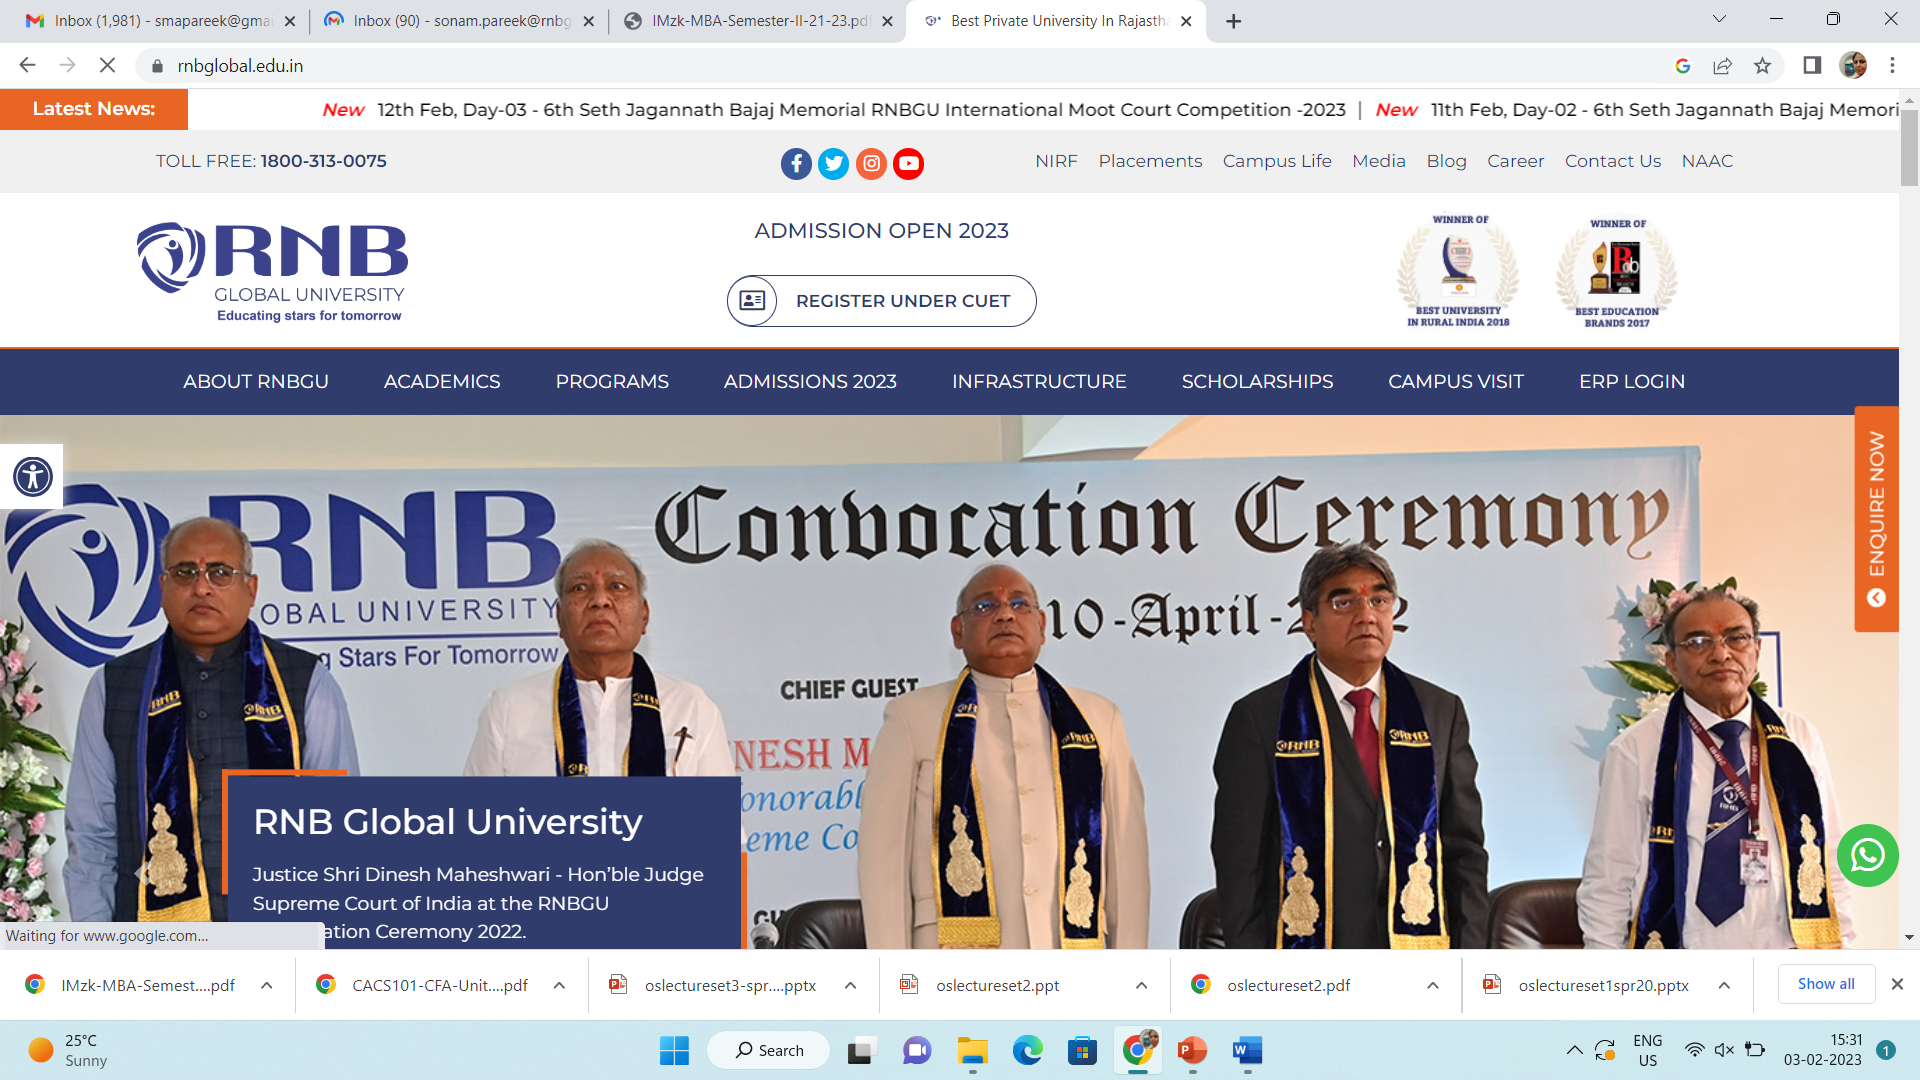 Inbox (1,981) - smapareek@gmai
Inbox (90) - sonam.pareek@rnbg
IMzk-MBA-Semester-II-21-23.pdf
Best Private University In Rajastha
rnbglobal.edu.in
Latest News:
New 12th Feb, Day-03 - 6th Seth Jagannath Bajaj Memorial RNBGU International Moot Court Competition -2023 | New 11th Feb, Day-02 - 6th Seth Jagannath Bajaj Memori
TOLL FREE: 1800-313-0075
NIRF Placements Campus Life Media Blog Career Contact Us NAAC
RNB
GLOBAL UNIVERSITY
Educating stars for tomorrow
ADMISSION OPEN 2023
REGISTER UNDER CUET
WINNER OF
BEST UNIVERSITY
IN RURAL INDIA 2018
WINNER OF
BEST EDUCATION
BRANDS 2017
ABOUT RNBGU ACADEMICS PROGRAMS ADMISSIONS 2023 INFRASTRUCTURE SCHOLARSHIPS CAMPUS VISIT ERP LOGIN
ENQUIRE NOW
RNB
OBAL UNIVERSITY
g Stars For Tomorrow
Convocation Ceremony
10-April-2
CHIEF GUEST
NESH M
onorabl
eme Co
RNB Global University
Justice Shri Dinesh Maheshwari - Hon’ble Judge
Supreme Court of India at the RNBGU
ation Ceremony 2022.
Waiting for www.google.com...
IMzk-MBA-Semest....pdf
CACS101-CFA-Unit....pdf
oslectureset3-spr....pptx
oslectureset2.ppt
oslectureset2.pdf
oslectureset1spr20.pptx
Show all
25°C
Sunny
Search
ENG
US
15:31
03-02-2023
1